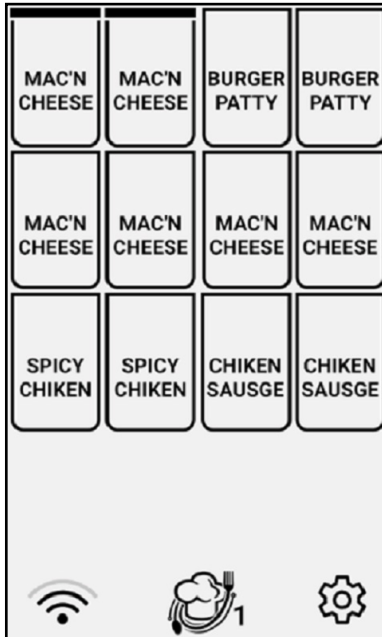 MAC'N MAC'N BURGER BURGER
CHEESE CHEESE PATTY PATTY
MAC'N MAC'N MAC'N MAC'N
CHEESE CHEESE CHEESE CHEESE
SPICY SPICY CHIKEN CHIKEN
CHIKEN CHIKEN SAUSGE SAUSGE
1